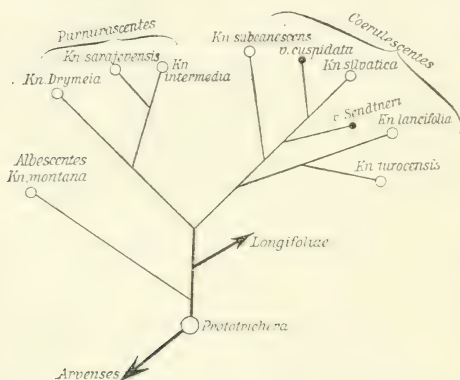 Purpurascentes
Kn. subcanescens
v. cuspidata
Coerulescentes
Kn. sarajevensis
Kn. intermedia
Kn. silvatica
Kn. Drymeia
v. Sendtneri
Kn. lancifolia
Albescentes
Kn. montana
Kn. turocensis
Longifoliae
Prototrichera
Arvenses